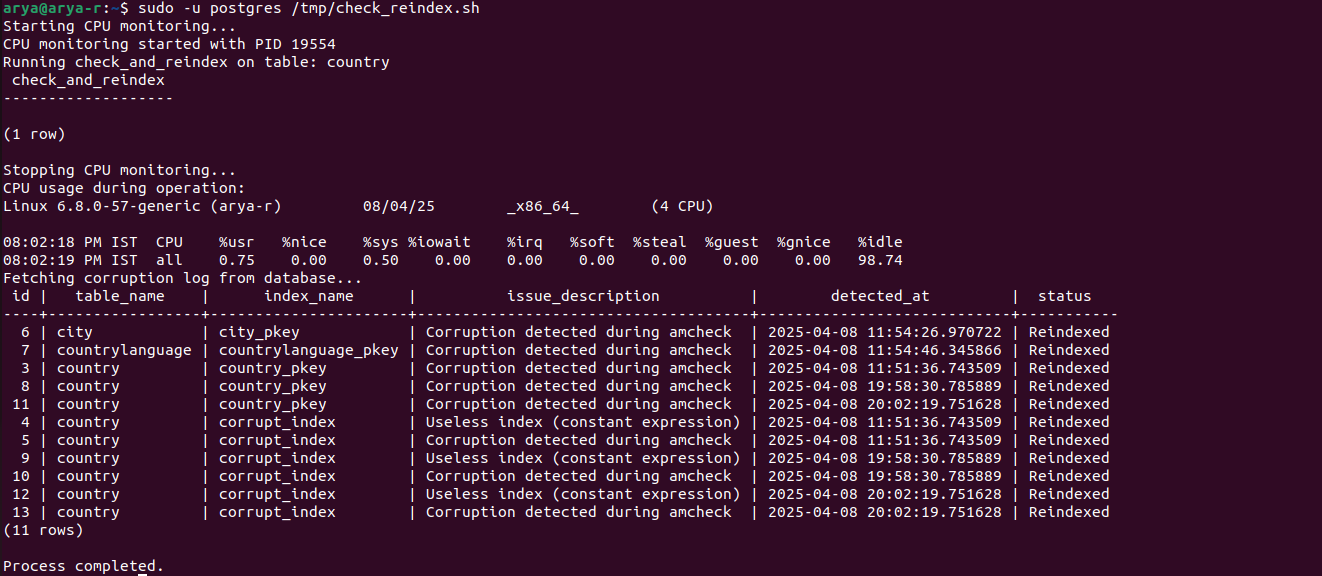 arya@arya-r:~$ sudo -u postgres /tmp/check_reindex.sh
Starting CPU monitoring...
CPU monitoring started with PID 19554
Running check_and_reindex on table: country
 check_and_reindex
-------------------

(1 row)

Stopping CPU monitoring...
CPU usage during operation:
Linux 6.8.0-57-generic (arya-r)         08/04/25        _x86_64_        (4 CPU)

08:02:18 PM IST  CPU    %usr   %nice    %sys %iowait    %irq   %soft  %steal  %guest  %gnice   %idle
08:02:19 PM IST  all    0.75    0.00    0.50    0.00    0.00    0.00    0.00    0.00    0.00   98.74
Fetching corruption log from database...
 id |   table_name    |      index_name      |          issue_description          |        detected_at         |  status
----+-----------------+----------------------+-------------------------------------+----------------------------+-----------
  6 | city            | city_pkey            | Corruption detected during amcheck  | 2025-04-08 11:54:26.970722 | Reindexed
  7 | countrylanguage | countrylanguage_pkey | Corruption detected during amcheck  | 2025-04-08 11:54:46.345866 | Reindexed
  3 | country         | country_pkey         | Corruption detected during amcheck  | 2025-04-08 11:51:36.743509 | Reindexed
  8 | country         | country_pkey         | Corruption detected during amcheck  | 2025-04-08 19:58:30.785889 | Reindexed
 11 | country         | country_pkey         | Corruption detected during amcheck  | 2025-04-08 20:02:19.751628 | Reindexed
  4 | country         | corrupt_index        | Useless index (constant expression) | 2025-04-08 11:51:36.743509 | Reindexed
  5 | country         | corrupt_index        | Corruption detected during amcheck  | 2025-04-08 11:51:36.743509 | Reindexed
  9 | country         | corrupt_index        | Useless index (constant expression) | 2025-04-08 19:58:30.785889 | Reindexed
 10 | country         | corrupt_index        | Corruption detected during amcheck  | 2025-04-08 19:58:30.785889 | Reindexed
 12 | country         | corrupt_index        | Useless index (constant expression) | 2025-04-08 20:02:19.751628 | Reindexed
 13 | country         | corrupt_index        | Corruption detected during amcheck  | 2025-04-08 20:02:19.751628 | Reindexed
(11 rows)

Process completed.